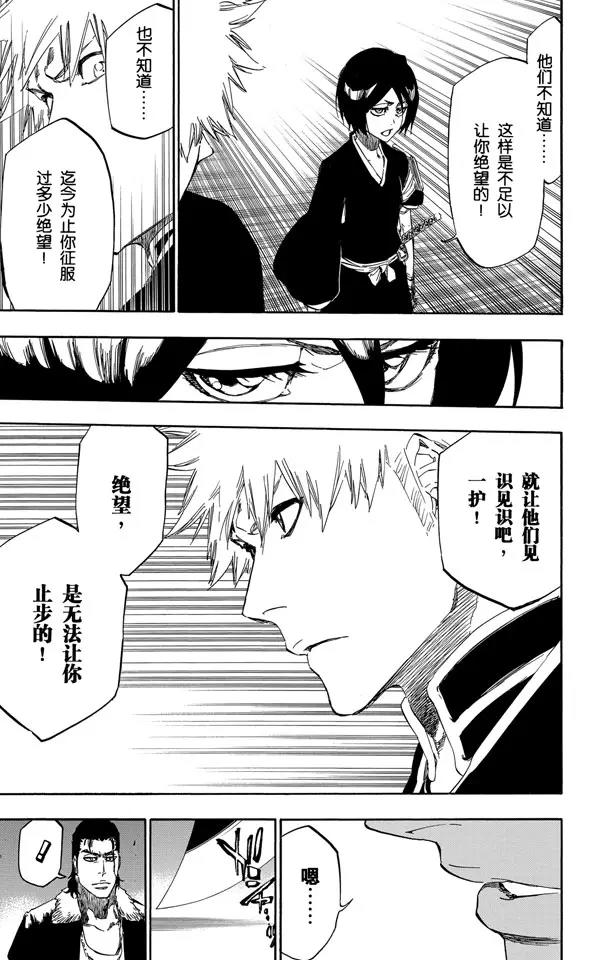 他们不知道……
这样是不足以
让你绝望的！
也不知道……
迄今为止你征服
过多少绝望！
就让他们见
识见识吧，
一护！
绝望，
是无法让你
止步的！
嗯……
！